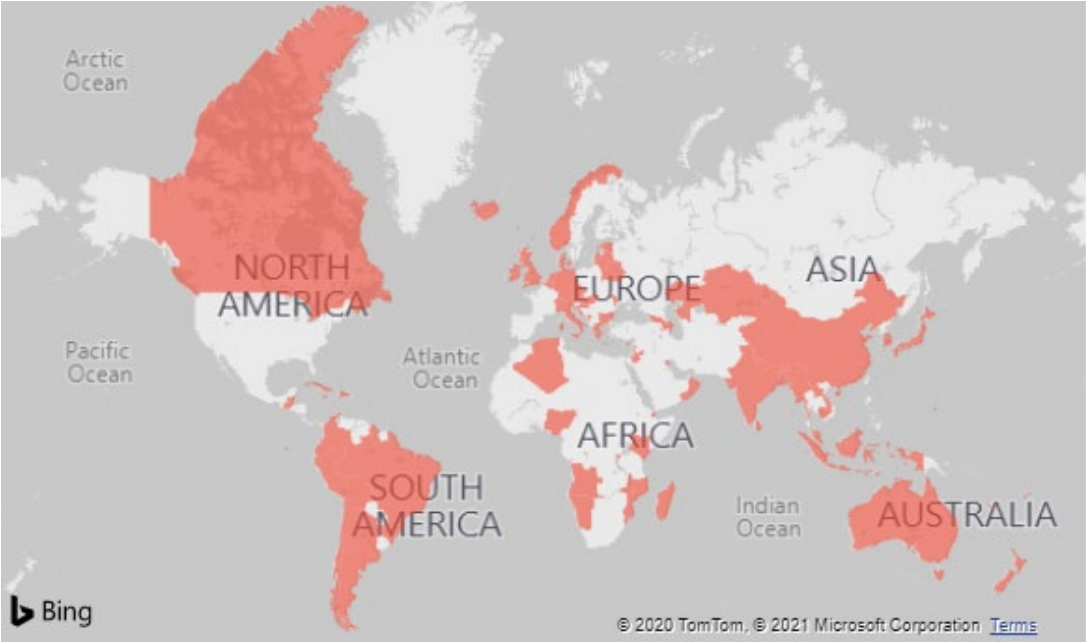 Arctic
Ocean
NORTH
AMERICA
EUROPE
ASIA
Pacific
Ocean
Atlantic
Ocean
AFRICA
SOUTH
AMERICA
Indian
Ocean
AUSTRALIA
Bing
© 2020 TomTom, © 2021 Microsoft Corporation Terms